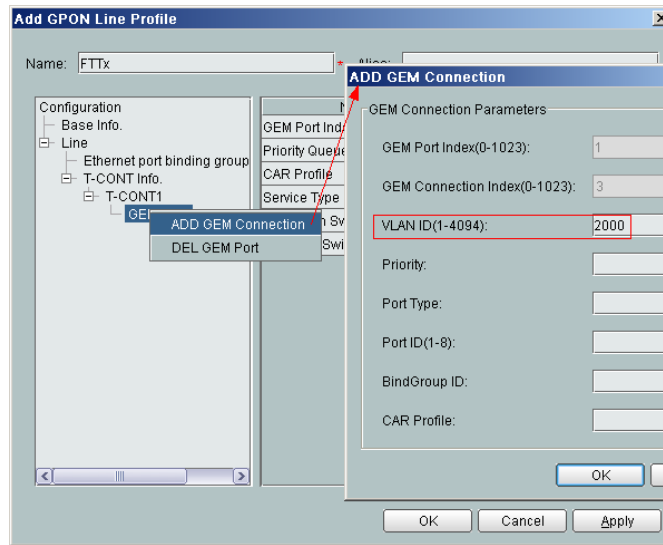 Add GPON Line Profile
Name: FTTx *
ADD GEM Connection
Configuration
Base Info.
Line
Ethernet port binding group
T-CONT Info.
T-CONT1
ADD GEM Connection
DEL GEM Port
GEM Port Ind
Priority Queue
CAR Profile
Service Type
GEM Connection Parameters
GEM Port Index(0-1023): 1
GEM Connection Index(0-1023): 3
VLAN ID(1-4094): 2000
Priority:
Port Type:
Port ID(1-8):
BindGroup ID:
CAR Profile:
OK
OK Cancel Apply